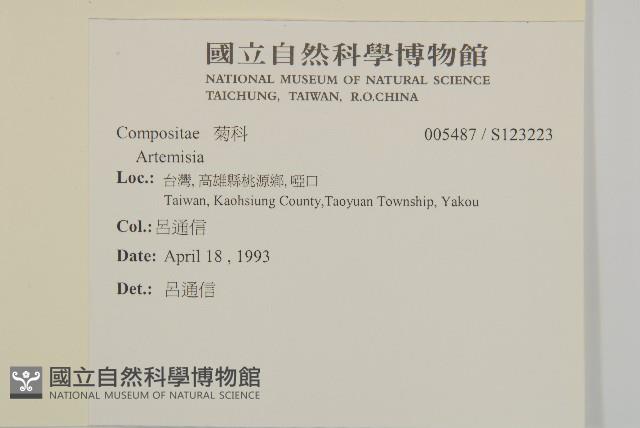 國立自然科學博物館
NATIONAL MUSEUM OF NATURAL SCIENCE
TAICHUNG, TAIWAN, R.O.CHINA
Compositae 菊科 005487 / S123223
Artemisia
Loc.: 台灣, 高雄縣桃源鄉, 啞口
Taiwan, Kaohsiung County,Taoyuan Township, Yakou
Col.: 呂通信
Date: April 18 , 1993
Det.: 呂通信
國立自然科學博物館
NATIONAL MUSEUM OF NATURAL SCIENCE